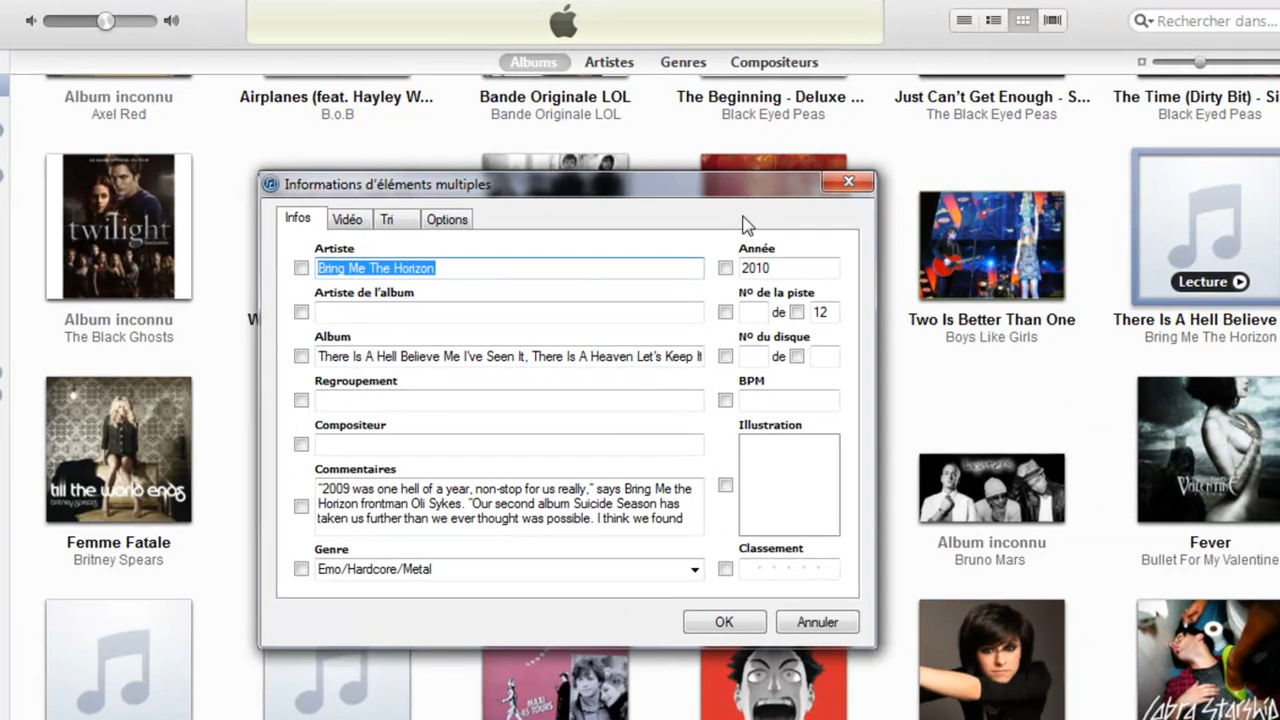 Rechercher dans...
Albums Artistes Genres Compositeurs
Album inconnu
Axel Red
Airplanes (feat. Hayley W...
B.o.B
Bande Originale LOL
Bande Originale LOL
The Beginning - Deluxe ...
Black Eyed Peas
Just Can't Get Enough - S...
The Black Eyed Peas
The Time (Dirty Bit) - Si
Black Eyed Peas
twilight
Album inconnu
The Black Ghosts
Two Is Better Than One
Boys Like Girls
Lecture
There Is A Hell Believe
Bring Me The Horizon
till the world ends
Femme Fatale
Britney Spears
Album inconnu
Bruno Mars
VALENTINE
Fever
Bullet For My Valentine
MAXI
45 TOURS
Cobra Starship
Informations d'éléments multiples
Infos Vidéo Tri Options
Artiste
Bring Me The Horizon
Année
2010
Artiste de l'album
Nº de la piste
de 12
Album
There Is A Hell Believe Me I've Seen It, There Is A Heaven Let's Keep It
Nº du disque
de
Regroupement
BPM
Compositeur
Illustration
Commentaires
"2009 was one hell of a year, non-stop for us really," says Bring Me the
Horizon frontman Oli Sykes. "Our second album Suicide Season has
taken us further than we ever thought was possible. I think we found
Genre
Emo/Hardcore/Metal
Classement
OK Annuler